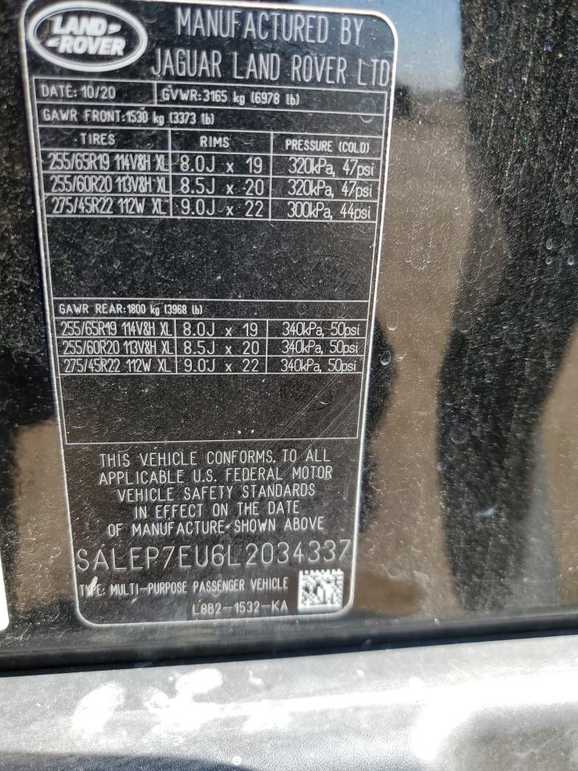 LAND
ROVER
MANUFACTURED BY
JAGUAR LAND ROVER LTD
DATE: 10/20 GVWR:3165 kg (6978 lb)
GAWR FRONT:1530 kg (3373 lb)
TIRES RIMS PRESSURE (COLD)
255/65R19 114V&H XL 8.0J x 19 320kPa, 47psi
255/60R20 113V&H XL 8.5J x 20 320kPa, 47psi
275/45R22 112W XL 9.0J x 22 300kPa, 44psi
GAWR REAR:1800 kg (3968 lb)
255/65R19 114V&H XL 8.0J x 19 340kPa, 50psi
255/60R20 113V&H XL 8.5J x 20 340kPa, 50psi
275/45R22 112W XL 9.0J x 22 340kPa, 50psi
THIS VEHICLE CONFORMS TO ALL
APPLICABLE U.S. FEDERAL MOTOR
VEHICLE SAFETY STANDARDS
IN EFFECT ON THE DATE
OF MANUFACTURE SHOWN ABOVE
SALEP7EU6L2034337
TYPE: MULTI-PURPOSE PASSENGER VEHICLE
L8B2-1532-KA